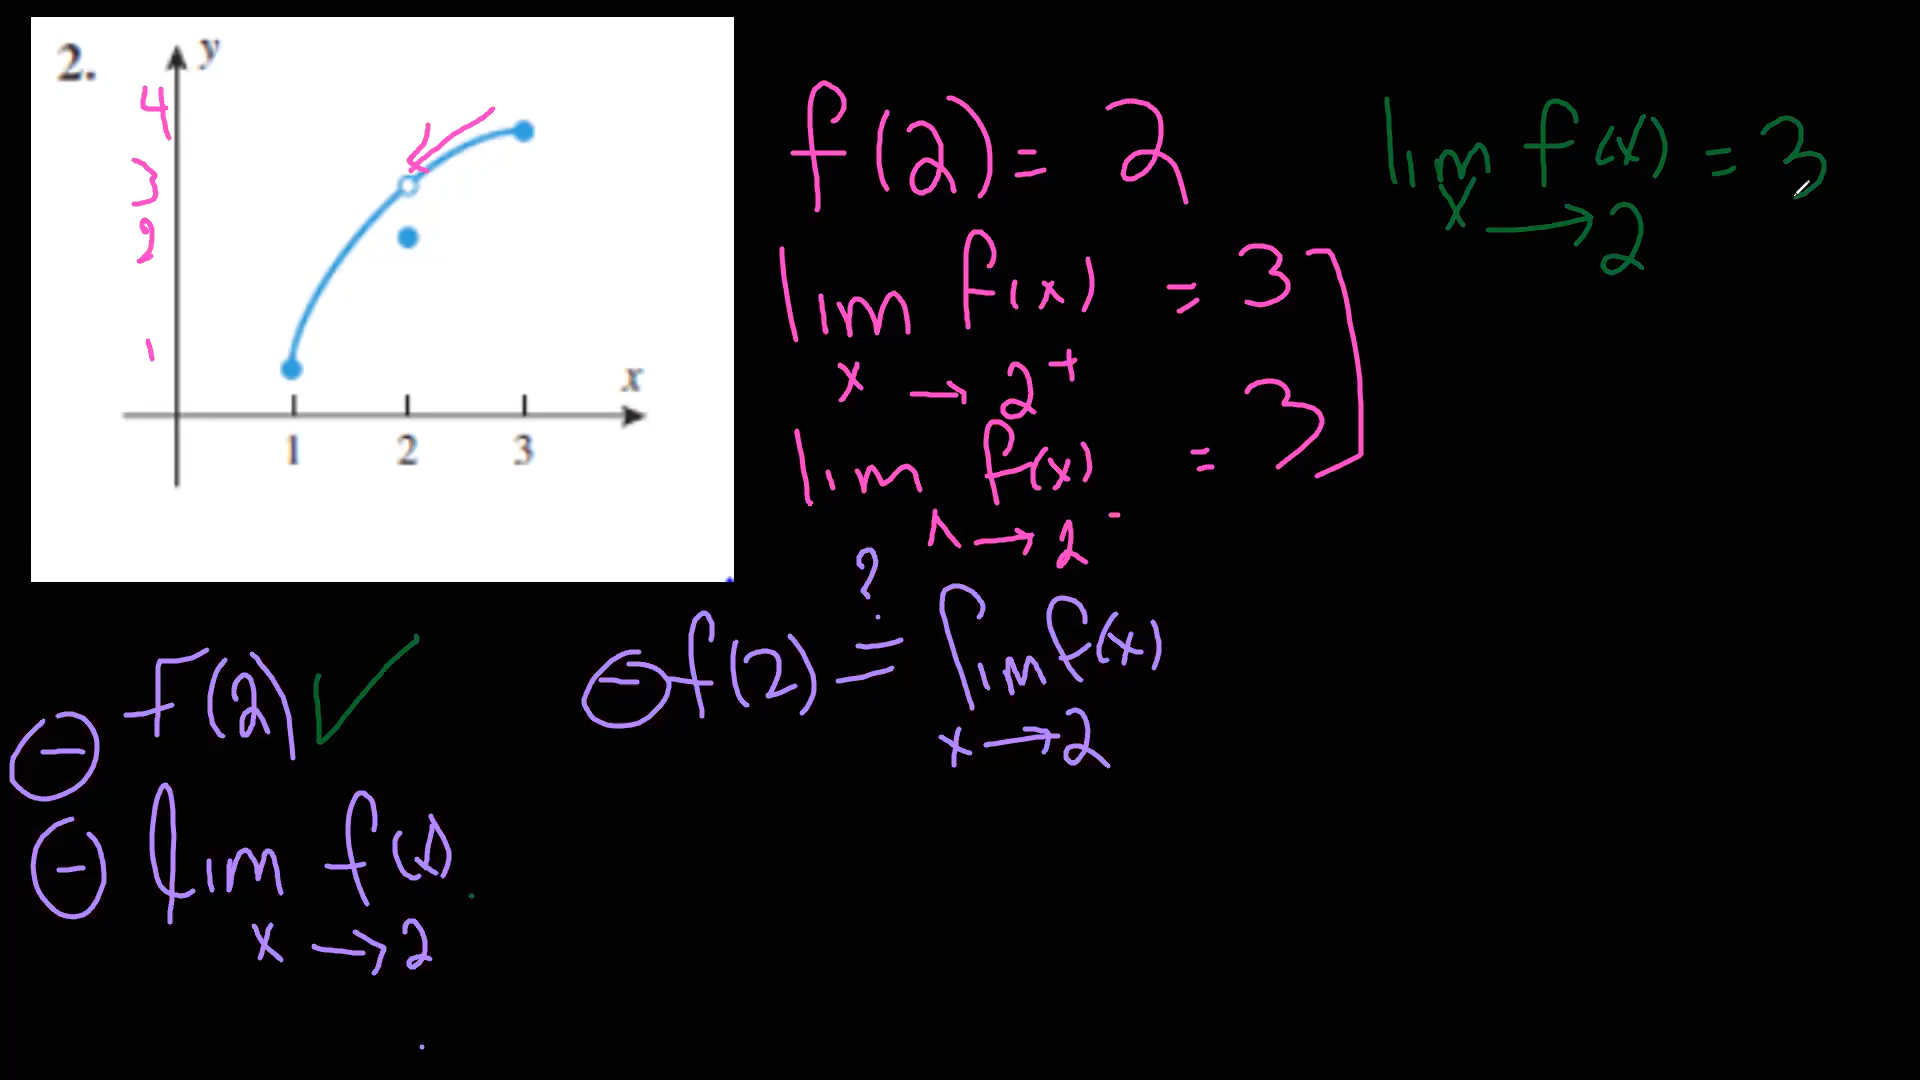 2.
y
4
3
2
1
x
1 2 3
f(2) = 2
lim f(x) = 3
x → 2+
lim f(x) = 3
x → 2-
lim f(x) = 3
x → 2
f(2) ✓
lim f(x)
x → 2
f(2) ?= lim f(x)
x → 2